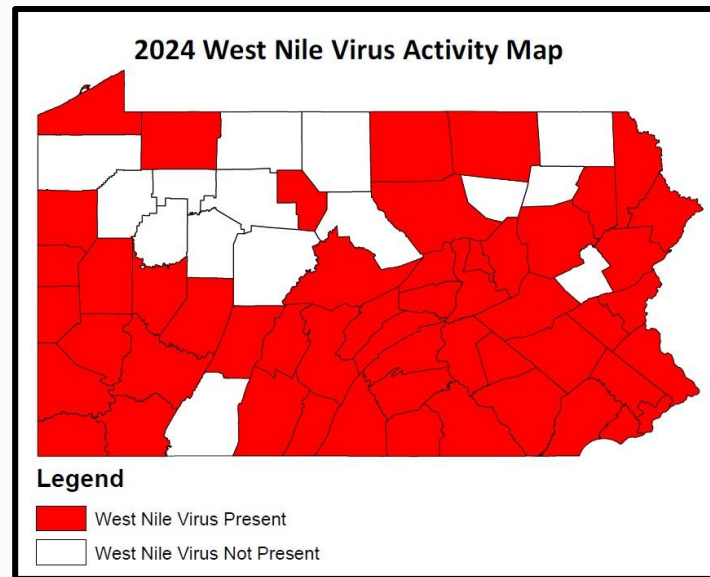 2024 West Nile Virus Activity Map
Legend
West Nile Virus Present
West Nile Virus Not Present